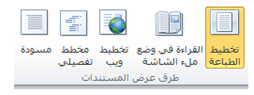 تخطيط القراءة في وضع تخطيط مخطط مسودة
الطباعة ملء الشاشة ويب تفصيلي
طرق عرض المستندات